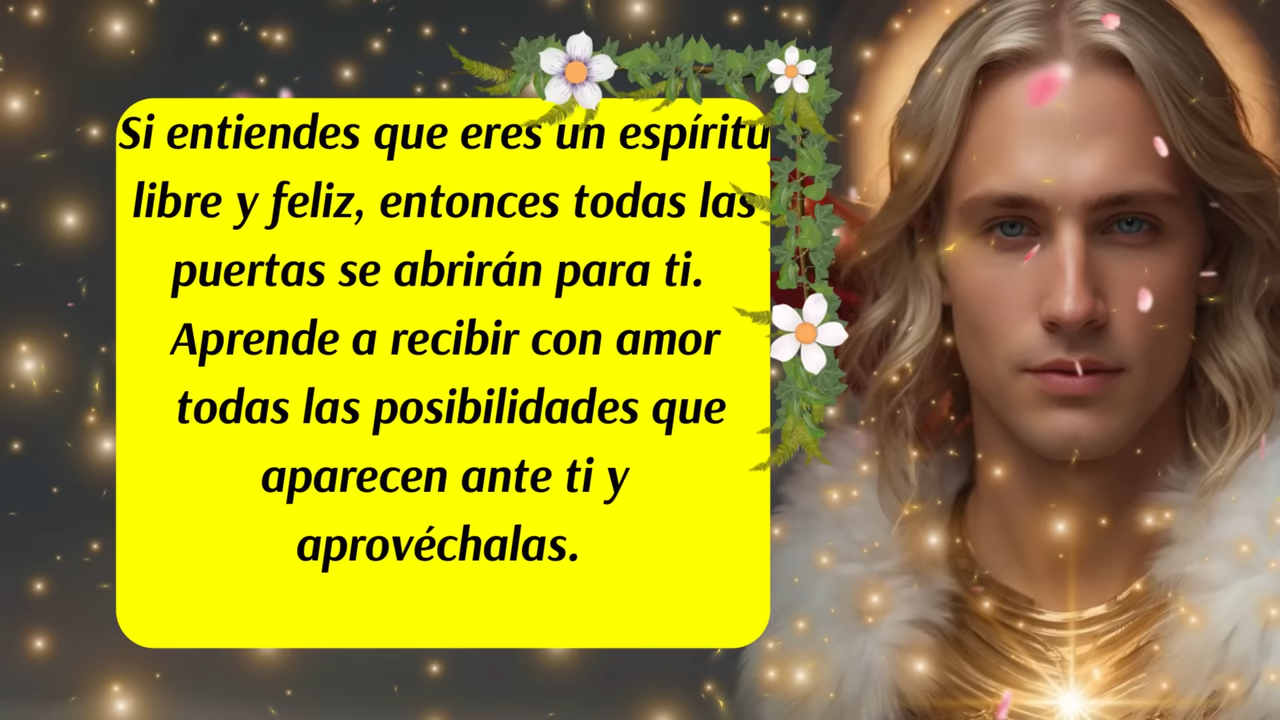 Si entiendes que eres un espíritu
libre y feliz, entonces todas las
puertas se abrirán para ti.
Aprende a recibir con amor
todas las posibilidades que
aparecen ante ti y
aprovéchalas.